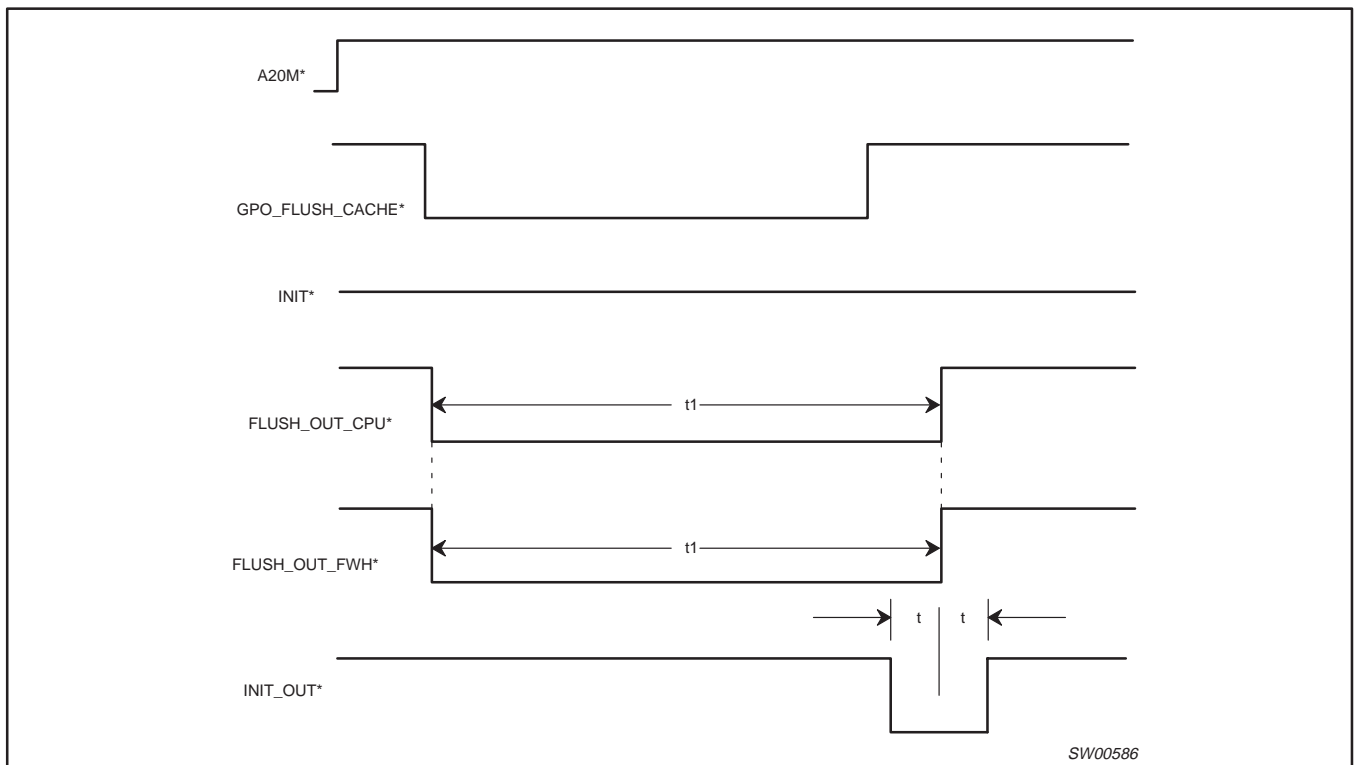 A20M*
GPO_FLUSH_CACHE*
INIT*
t1
FLUSH_OUT_CPU*
t1
FLUSH_OUT_FWH*
t t
INIT_OUT*
SW00586